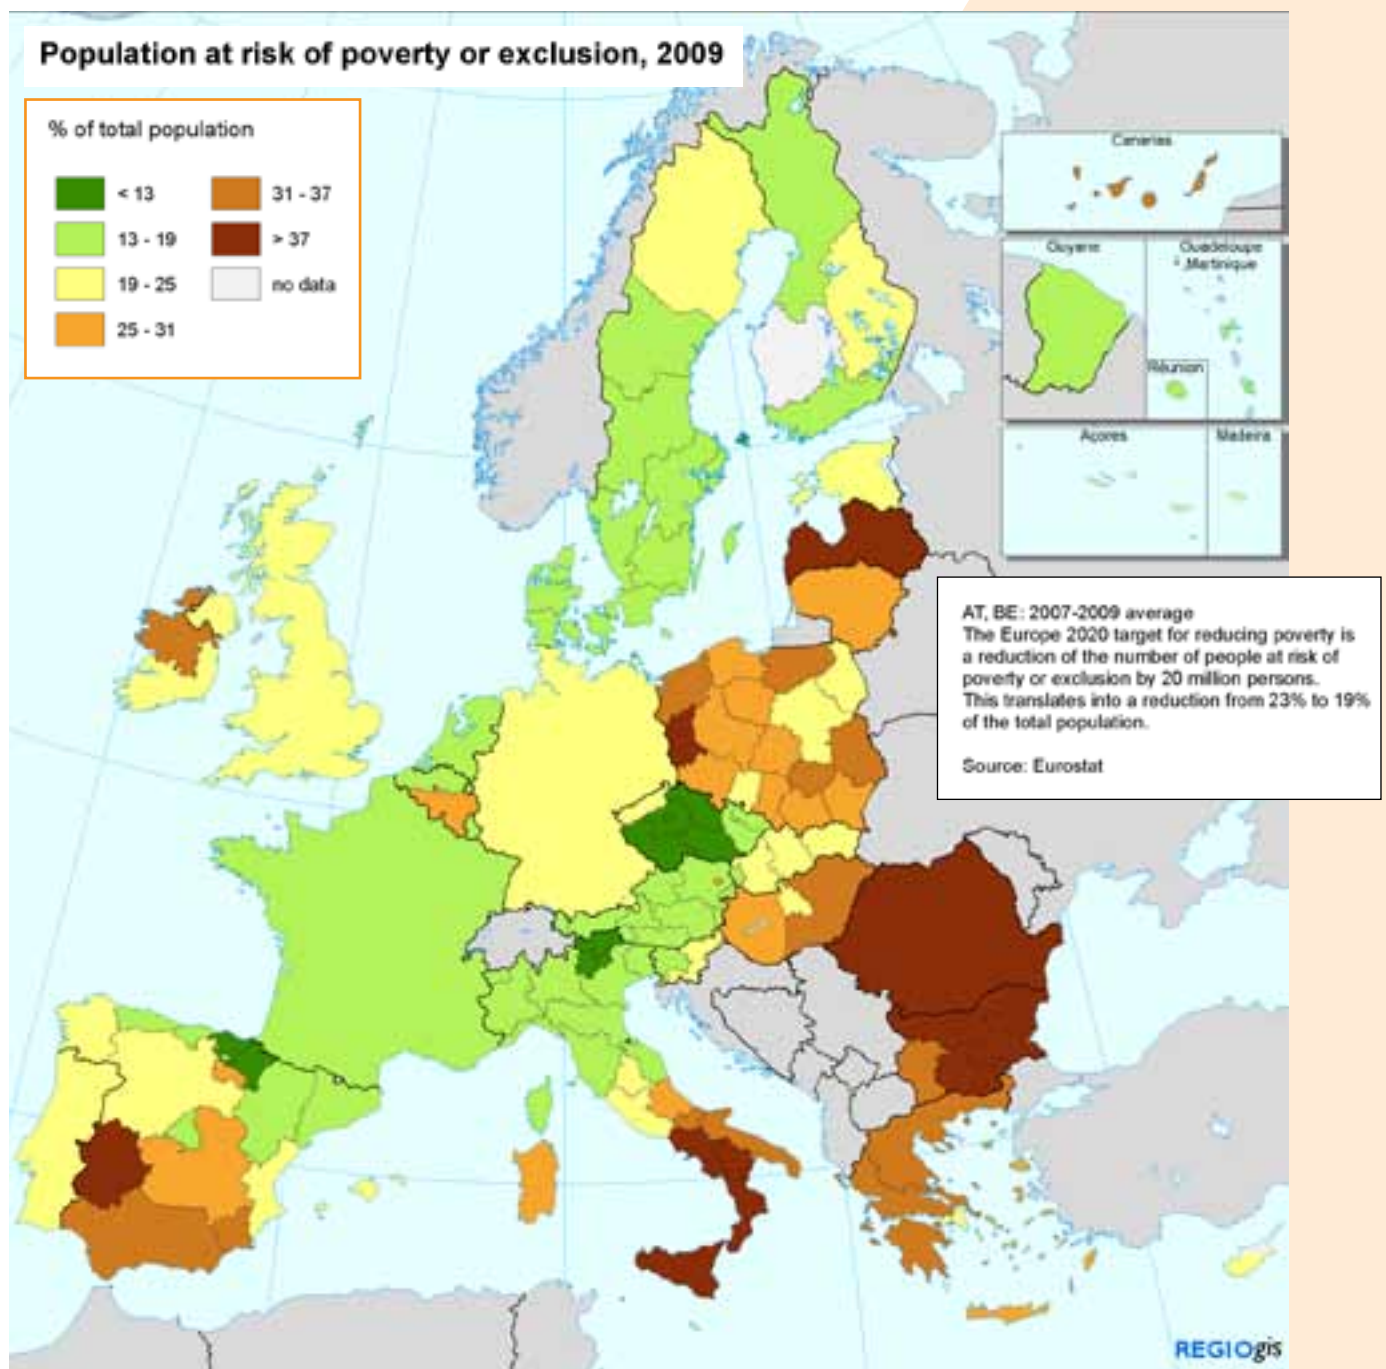 Population at risk of poverty or exclusion, 2009
% of total population
< 13
13 - 19
19 - 25
25 - 31
31 - 37
> 37
no data
Canarias
Guyane
Guadeloupe
Martinique
Réunion
Açores
Madeira
AT, BE: 2007-2009 average
The Europe 2020 target for reducing poverty is
a reduction of the number of people at risk of
poverty or exclusion by 20 million persons.
This translates into a reduction from 23% to 19%
of the total population.
Source: Eurostat
REGIOgis